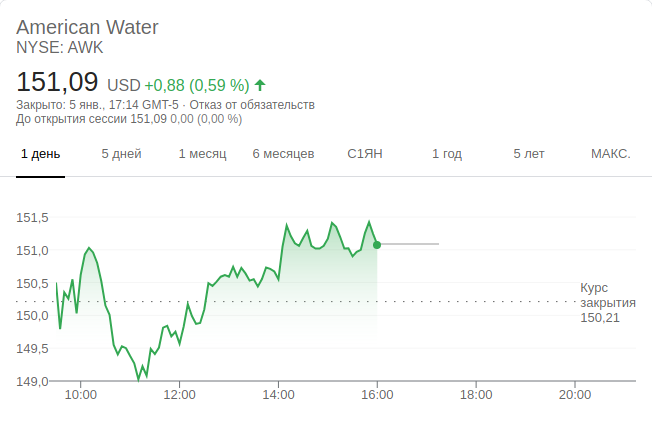 American Water
NYSE: AWK
151,09 USD +0,88 (0,59 %)
Закрыто: 5 янв., 17:14 GMT-5 · Отказ от обязательств
До открытия сессии 151,09 0,00 (0,00 %)
1 день 5 дней 1 месяц 6 месяцев С1ЯН 1 год 5 лет МАКС.
151,5
151,0
150,5
150,0
149,5
149,0
Курс
закрытия
150,21
10:00 12:00 14:00 16:00 18:00 20:00